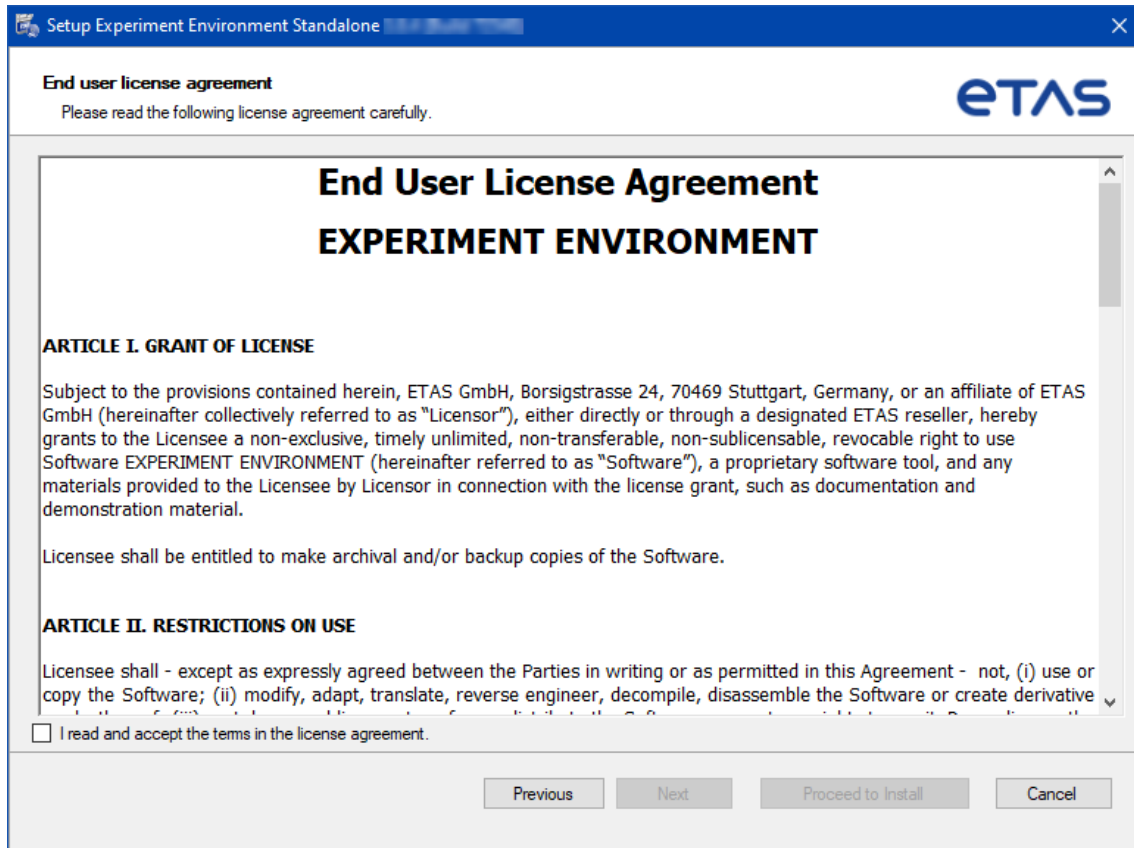 Setup Experiment Environment Standalone
End user license agreement
Please read the following license agreement carefully.
ETAS
End User License Agreement
EXPERIMENT ENVIRONMENT
ARTICLE I. GRANT OF LICENSE
Subject to the provisions contained herein, ETAS GmbH, Borsigstrasse 24, 70469 Stuttgart, Germany, or an affiliate of ETAS
GmbH (hereinafter collectively referred to as “Licensor”), either directly or through a designated ETAS reseller, hereby
grants to the Licensee a non-exclusive, timely unlimited, non-transferable, non-sublicensable, revocable right to use
Software EXPERIMENT ENVIRONMENT (hereinafter referred to as “Software”), a proprietary software tool, and any
materials provided to the Licensee by Licensor in connection with the license grant, such as documentation and
demonstration material.
Licensee shall be entitled to make archival and/or backup copies of the Software.
ARTICLE II. RESTRICTIONS ON USE
Licensee shall - except as expressly agreed between the Parties in writing or as permitted in this Agreement - not, (i) use or
copy the Software; (ii) modify, adapt, translate, reverse engineer, decompile, disassemble the Software or create derivative
I read and accept the terms in the license agreement.
Previous
Next
Proceed to Install
Cancel